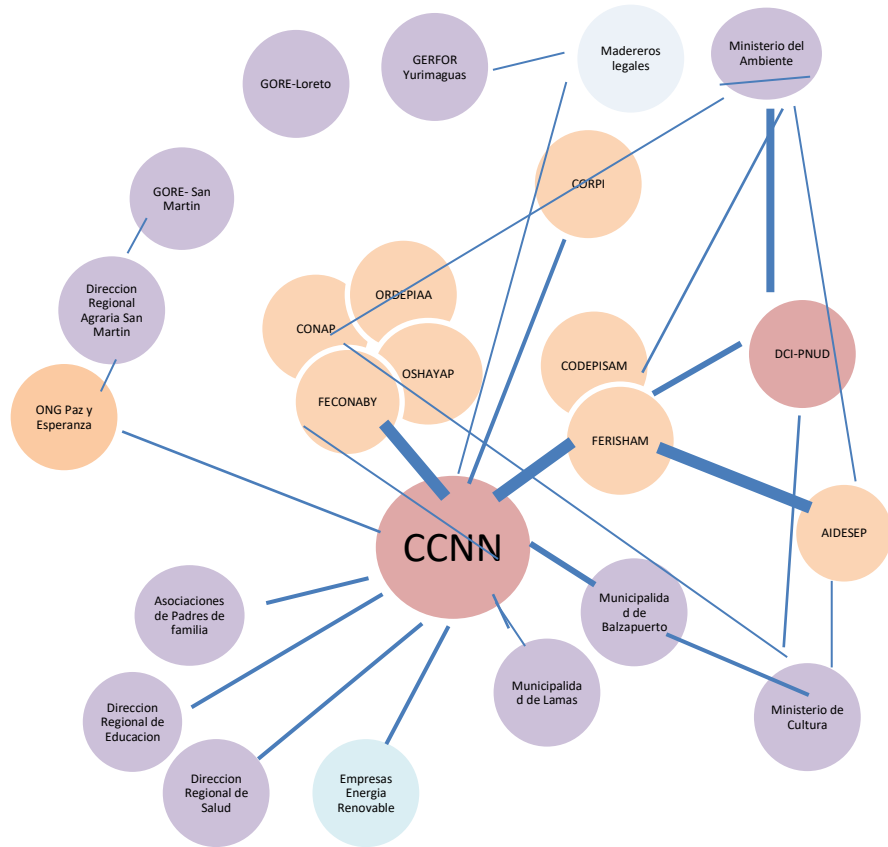 Madereros
legales
Ministerio del
Ambiente
GERFOR
Yurimaguas
GORE-Loreto
CORPI
GORE- San
Martin
ORDEPIAA
Direccion
Regional
Agraria San
Martin
CONAP
DCI-PNUD
CODEPISAM
OSHAYAP
FECONABY
ONG Paz y
Esperanza
FERISHAM
AIDESEP
CCNN
Asociaciones
de Padres de
familia
Municipalida
d de
Balzapuerto
Municipalida
d de Lamas
Ministerio de
Cultura
Direccion
Regional de
Educacion
Direccion
Regional de
Salud
Empresas
Energia
Renovable